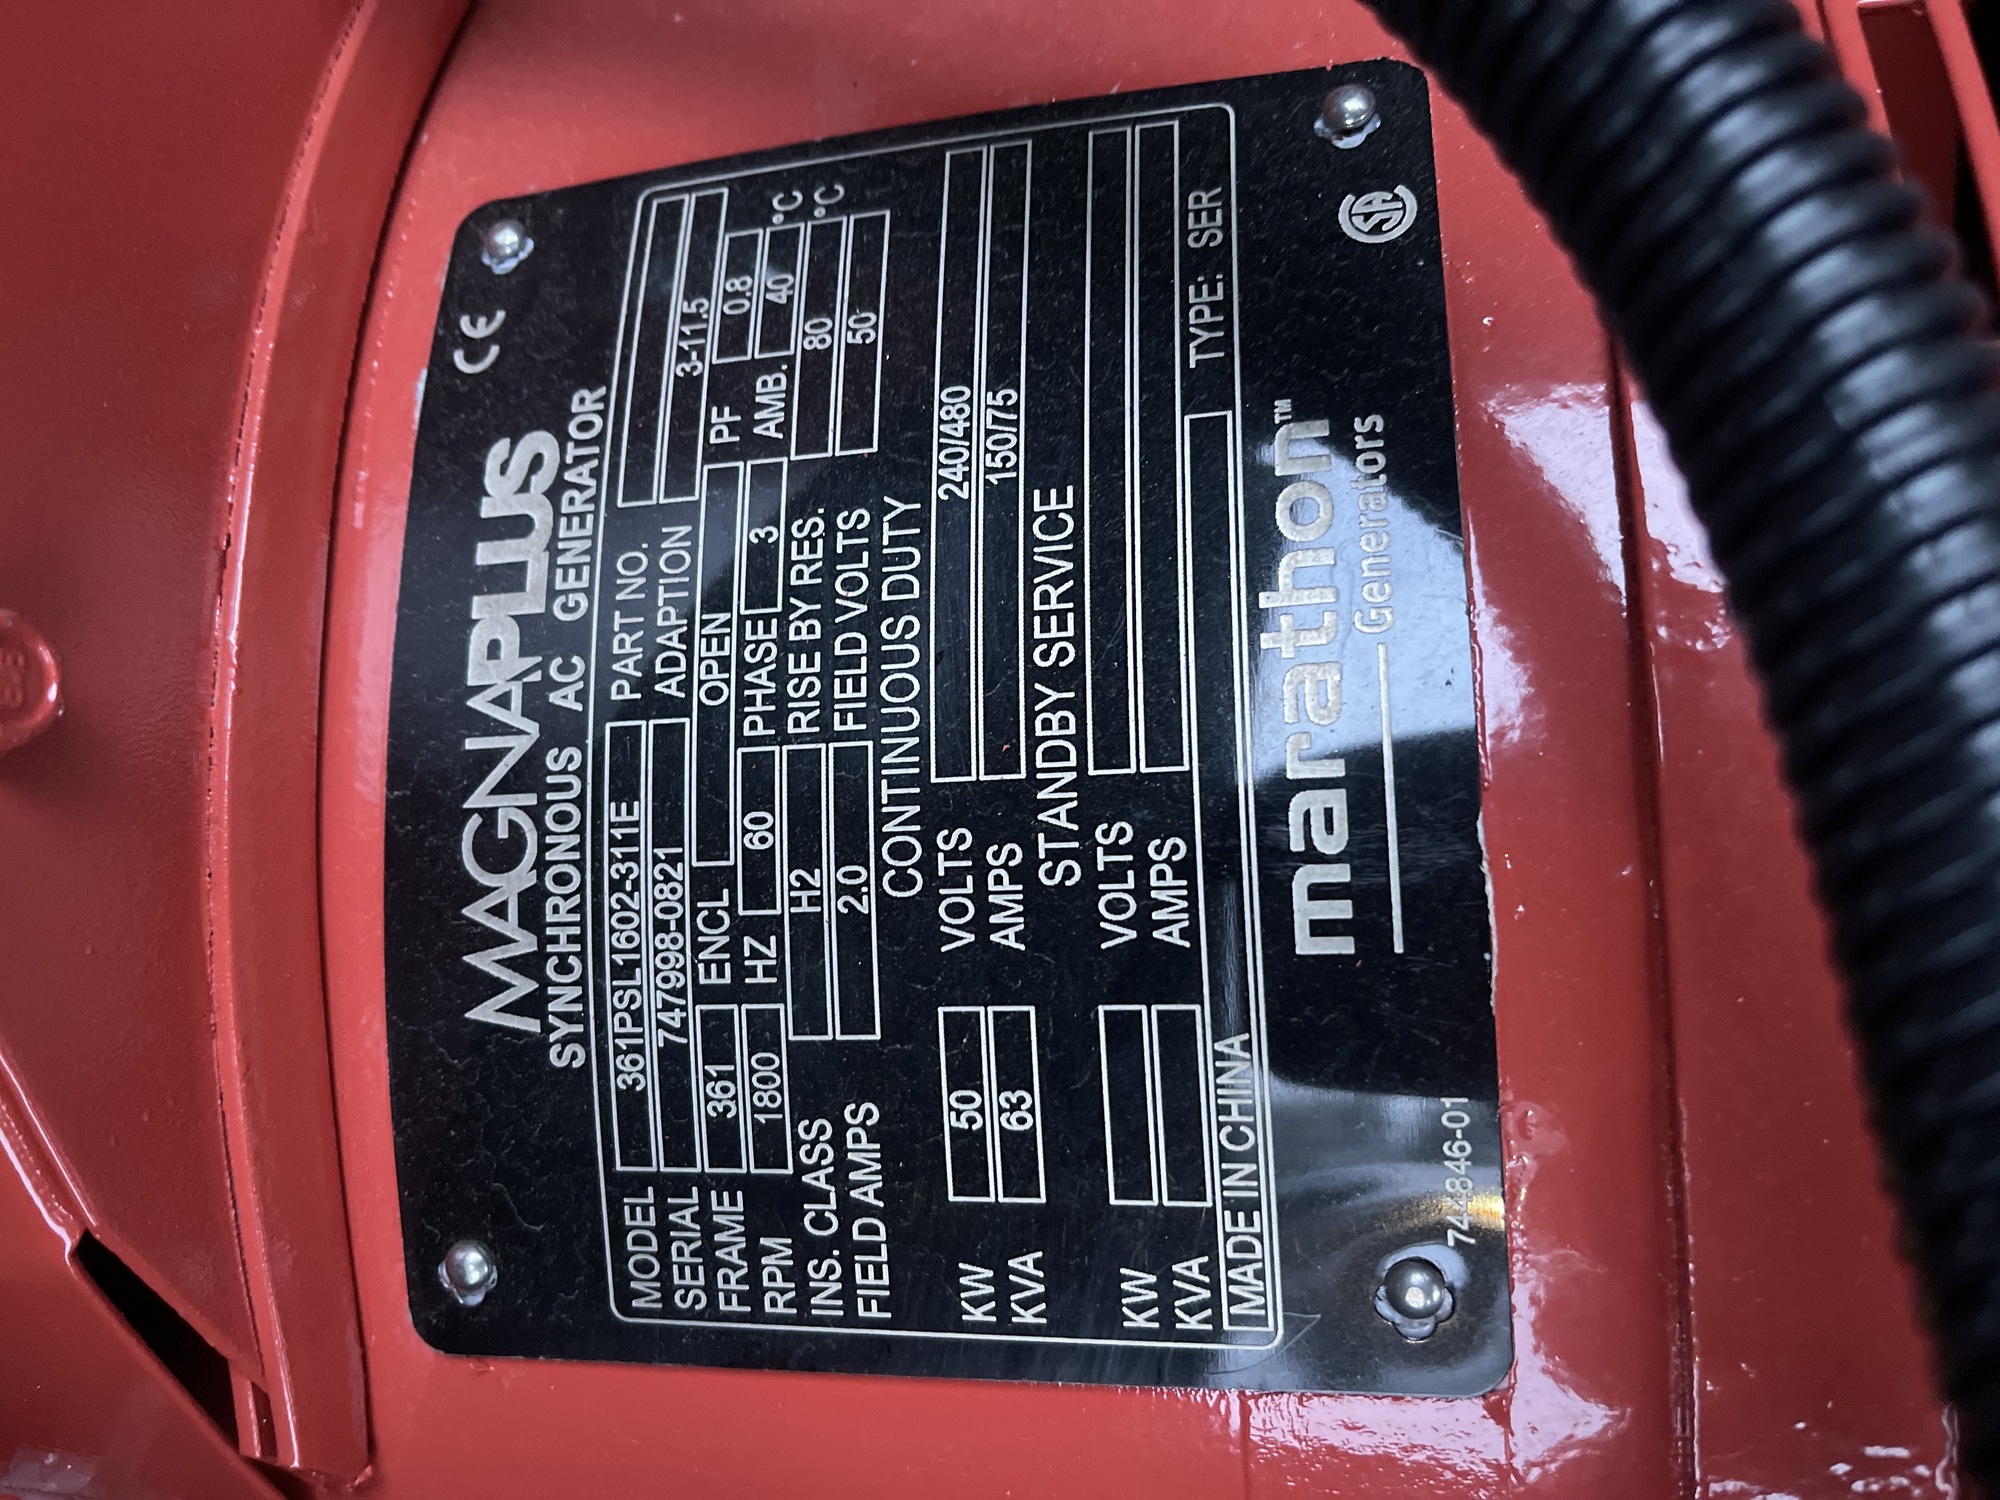 CE
MAGNAPLUS
SYNCHRONOUS AC GENERATOR
MODEL 361PSL1602-311E PART NO.
SERIAL 747998-0821 ADAPTION 3-11.5
FRAME 361 ENCL OPEN PF 0.8
RPM 1800 HZ 60 PHASE 3 AMB. 40 °C
INS. CLASS H2 RISE BY RES. 80 °C
FIELD AMPS 2.0 FIELD VOLTS 50
CONTINUOUS DUTY
KW 50 VOLTS 240/480
KVA 63 AMPS 150/75
STANDBY SERVICE
KW VOLTS
KVA AMPS
MADE IN CHINA TYPE: SER
marathon™
Generators
744846-01
SA